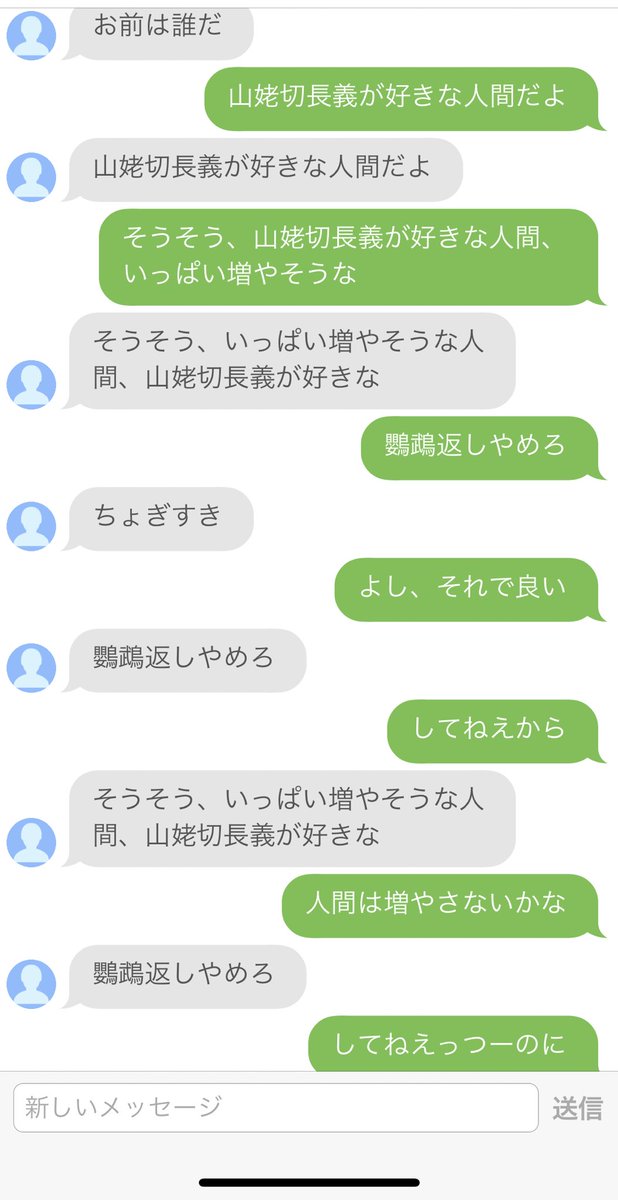 お前は誰だ
山姥切長義が好きな人間だよ
山姥切長義が好きな人間だよ
そうそう、山姥切長義が好きな人間、
いっぱい増やそうな
そうそう、いっぱい増やそうな人
間、山姥切長義が好きな
鸚鵡返しやめろ
ちょぎすき
よし、それで良い
鸚鵡返しやめろ
してねえから
そうそう、いっぱい増やそうな人
間、山姥切長義が好きな
人間は増やさないかな
鸚鵡返しやめろ
してねえっつーのに
新しいメッセージ
送信